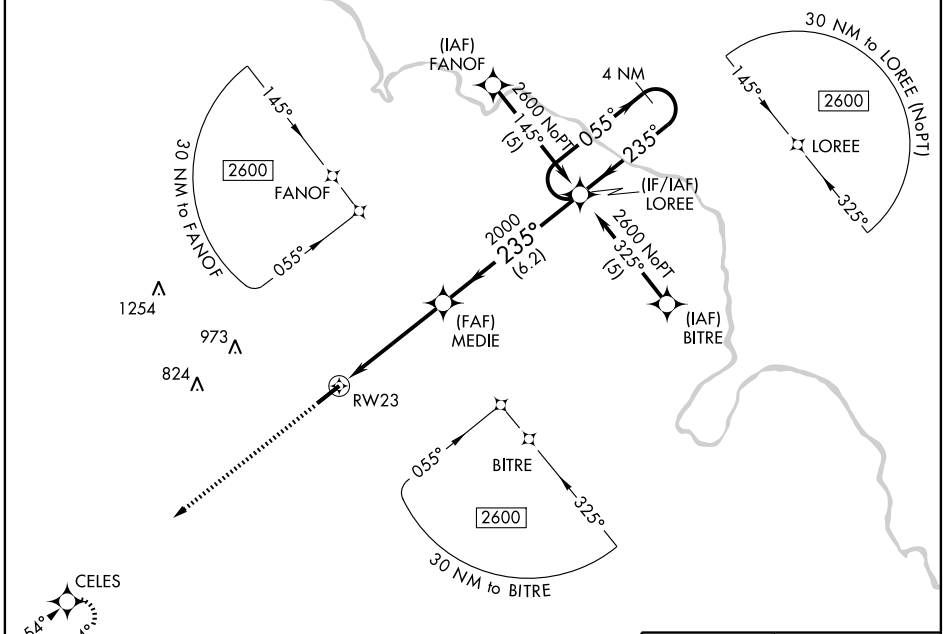 30 NM to LOREE (NoPT)
145°
2600
LOREE
325°
(IAF)
FANOF
4 NM
2600 NoPT
145°
(5)
055°
235°
(IF/IAF)
LOREE
145°
2600
FANOF
055°
30 NM to FANOF
2000
235°
(6.2)
2600 NoPT
325°
(5)
(IAF)
BITRE
1254
973
824
(FAF)
MEDIE
RW23
055°
BITRE
325°
2600
30 NM to BITRE
CELES